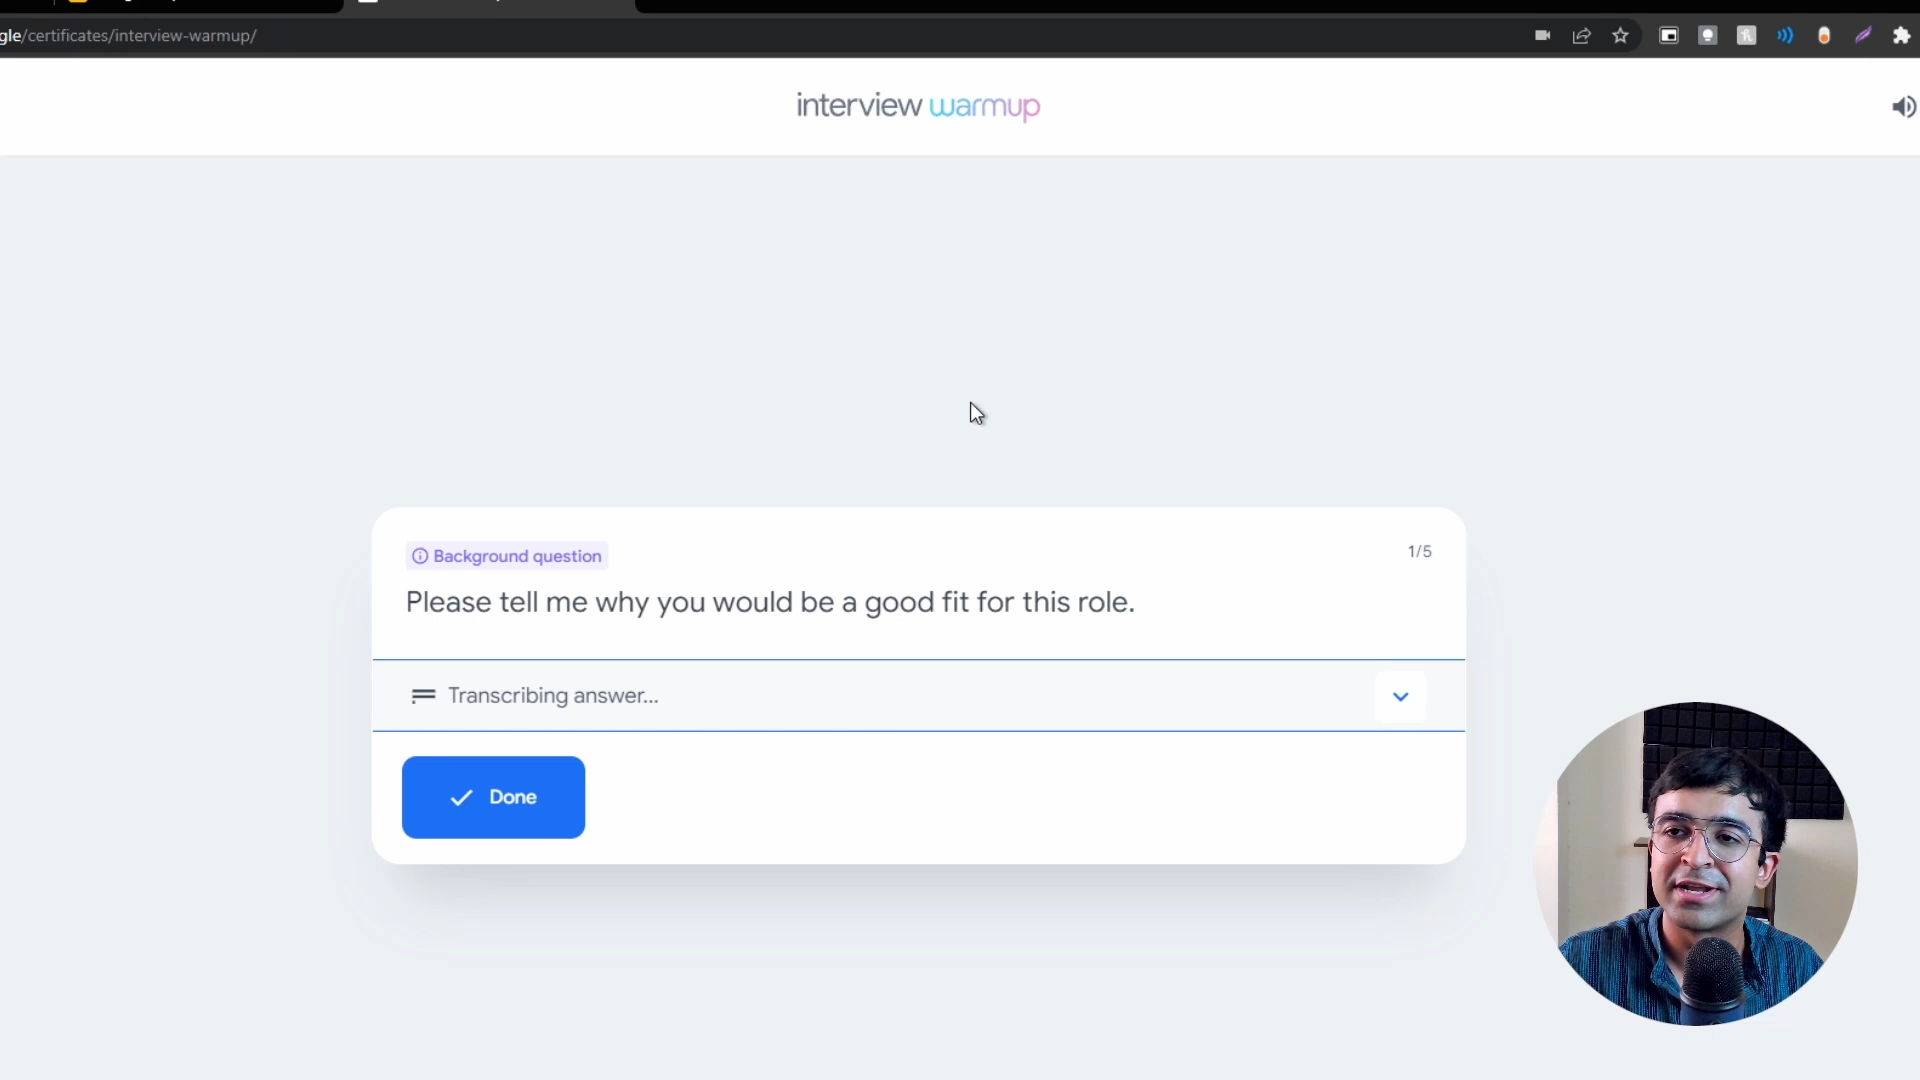 gle/certificates/interview-warmup/
interview warmup
Background question
1/5
Please tell me why you would be a good fit for this role.
Transcribing answer...
Done